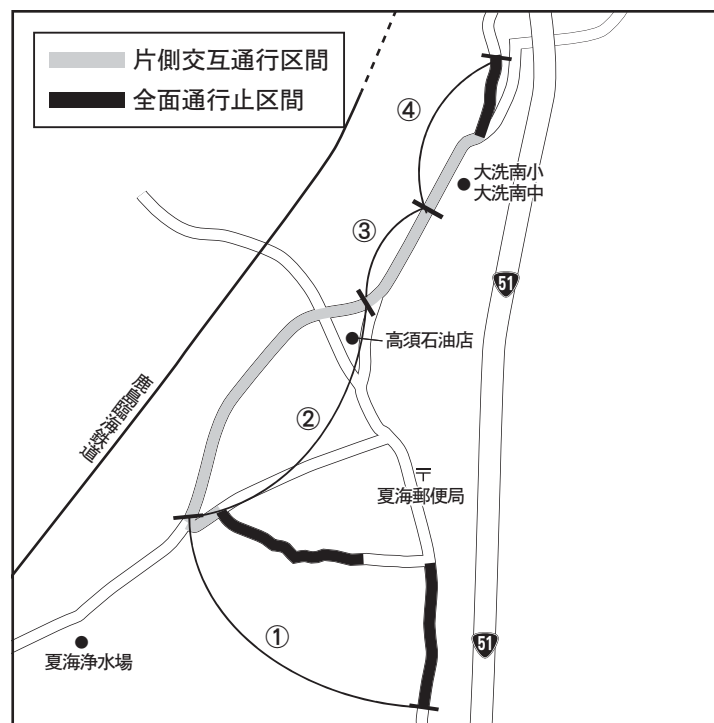 片側交互通行区間
全面通行止区間
④
大洗南小
大洗南中
③
51
高須石油店
鹿島臨海鉄道
②
〒
夏海郵便局
①
51
夏海浄水場